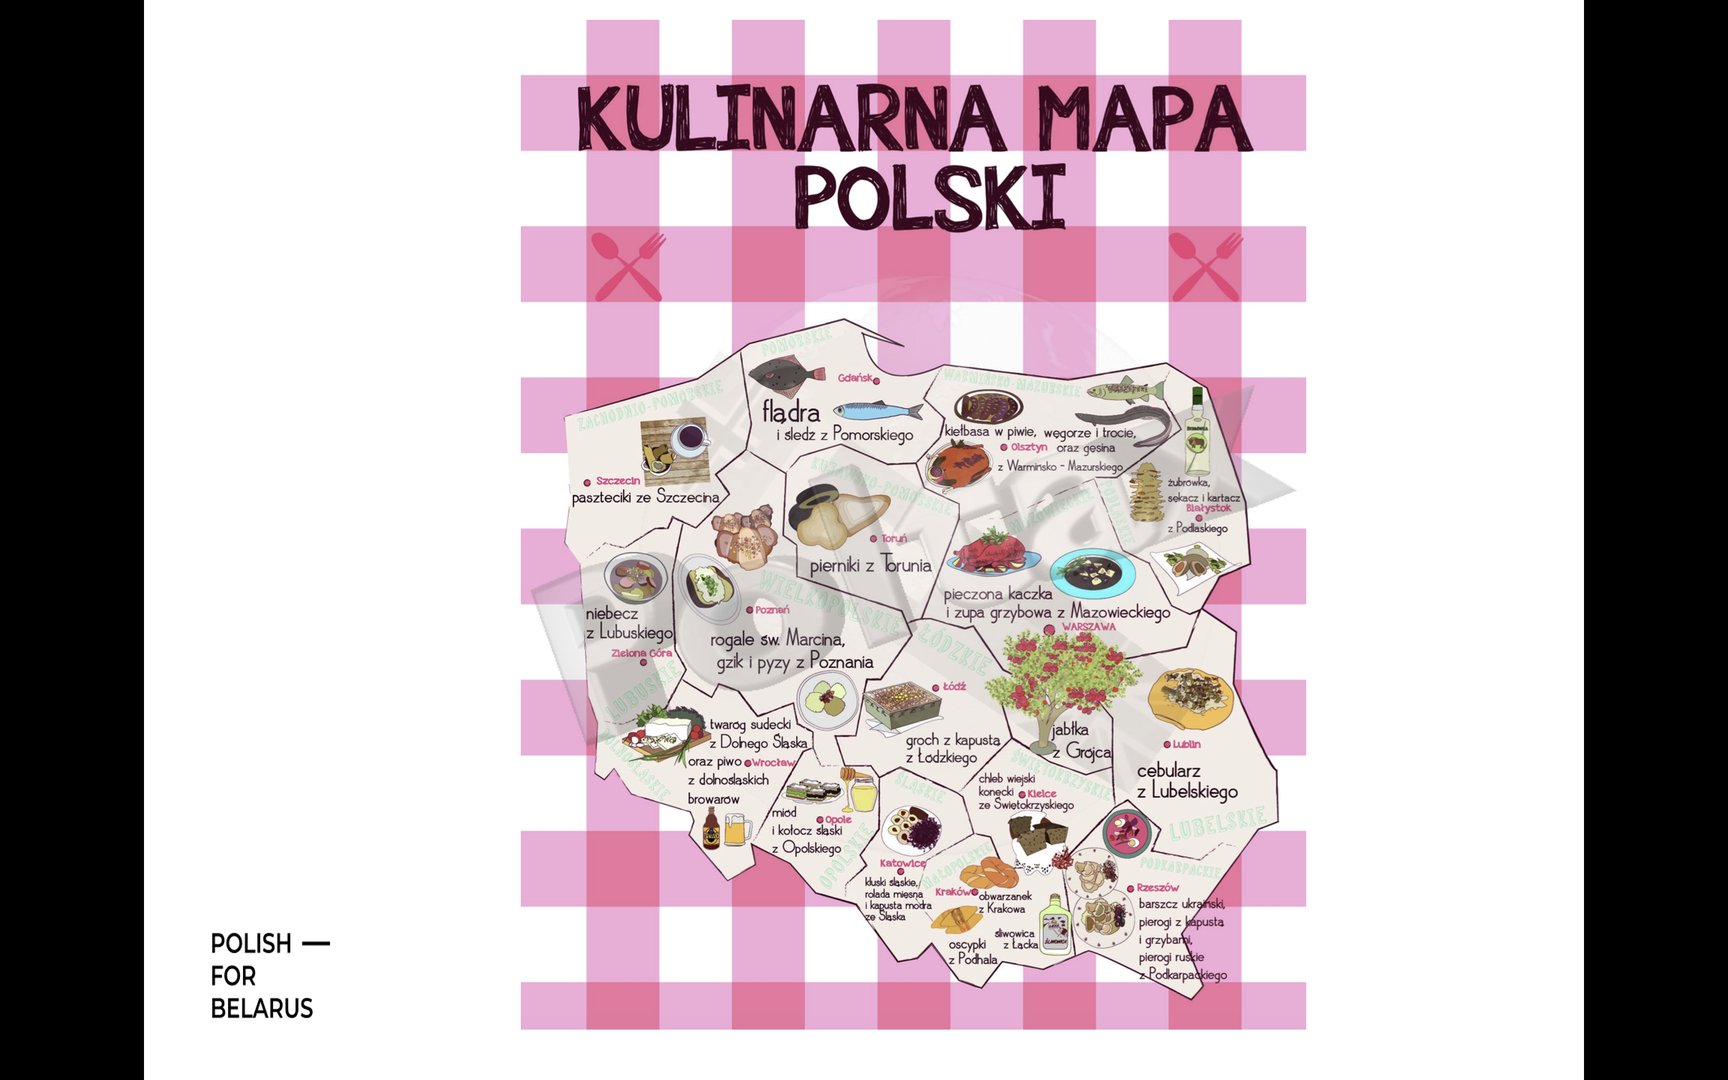 KULINARNA MAPA
POLSKI
POMORSKIE
Gdańsk
flądra
i śledź z Pomorskiego
ZACHODNIO-POMORSKIE
Szczecin
paszteciki ze Szczecina
WARMIŃSKO-MAZURSKIE
kiełbasa w piwie, węgorze i trocie,
Olsztyn oraz gęsina
z Warmińsko - Mazurskiego
żubrówka,
sękacz i kartacz
Białystok
z Podlaskiego
PODLASKIE
KUJAWSKO-POMORSKIE
Toruń
pierniki z Torunia
MAZOWIECKIE
pieczona kaczka
i zupa grzybowa z Mazowieckiego
WARSZAWA
jabłka
z Grójca
niebecz
z Lubuskiego
Zielona Góra
LUBUSKIE
WIELKOPOLSKIE
Poznań
rogale św. Marcina,
gzik i pyzy z Poznania
ŁÓDZKIE
Łódź
groch z kapustą
z Łódzkiego
Lublin
cebularz
z Lubelskiego
LUBELSKIE
twaróg sudecki
z Dolnego Śląska
oraz piwo Wrocław
z dolnośląskich
browarów
DOLNOŚLĄSKIE
miód
Opole
i kołocz śląski
z Opolskiego
OPOLSKIE
ŚLĄSKIE
Katowice
kluski śląskie,
rolada mięsna
i kapusta modra
ze Śląska
ŚWIĘTOKRZYSKIE
chleb wiejski
konecki Kielce
ze Świętokrzyskiego
MAŁOPOLSKIE
Kraków obwarzanek
z Krakowa
śliwowica
z Łącka
oscypki
z Podhala
PODKARPACKIE
Rzeszów
barszcz ukraiński,
pierogi z kapustą
i grzybami,
pierogi ruskie
z Podkarpackiego
POLISH —
FOR
BELARUS